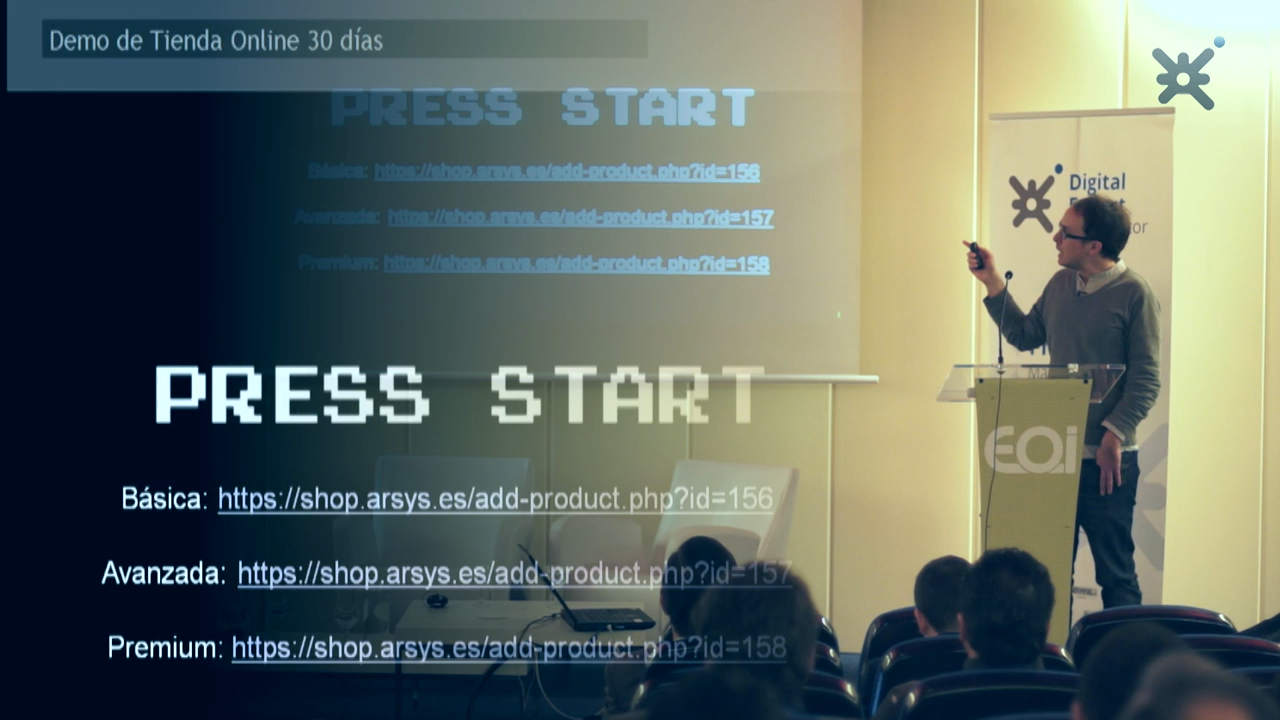 Demo de Tienda Online 30 días
PRESS START
Básica: https://shop.arsys.es/add-product.php?id=156
Avanzada: https://shop.arsys.es/add-product.php?id=157
Premium: https://shop.arsys.es/add-product.php?id=158
Digital
EOi
PRESS START
Básica: https://shop.arsys.es/add-product.php?id=156
Avanzada: https://shop.arsys.es/add-product.php?id=157
Premium: https://shop.arsys.es/add-product.php?id=158